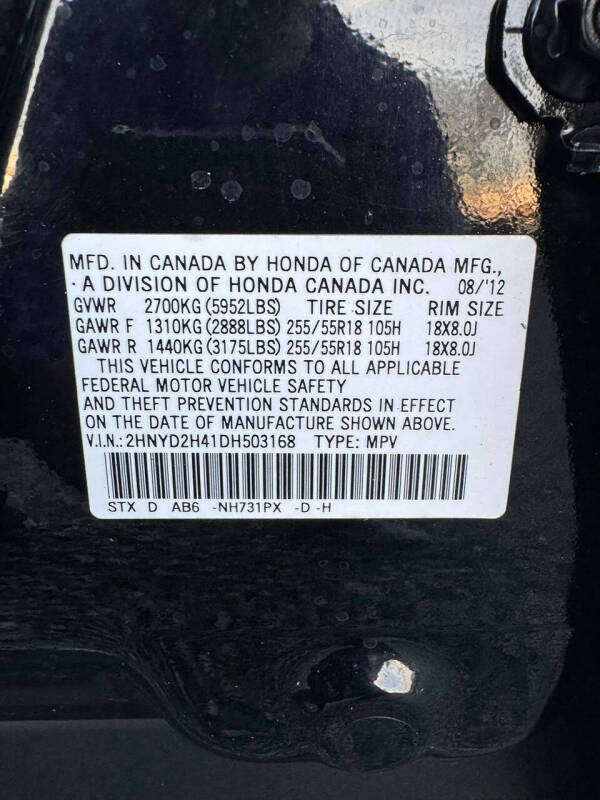 MFD. IN CANADA BY HONDA OF CANADA MFG.,
A DIVISION OF HONDA CANADA INC. 08/'12
GVWR 2700KG (5952LBS) TIRE SIZE RIM SIZE
GAWR F 1310KG (2888LBS) 255/55R18 105H 18X8.0J
GAWR R 1440KG (3175LBS) 255/55R18 105H 18X8.0J
THIS VEHICLE CONFORMS TO ALL APPLICABLE
FEDERAL MOTOR VEHICLE SAFETY
AND THEFT PREVENTION STANDARDS IN EFFECT
ON THE DATE OF MANUFACTURE SHOWN ABOVE.
V.I.N.: 2HNYD2H41DH503168 TYPE: MPV
STX D AB6 -NH731PX -D -H